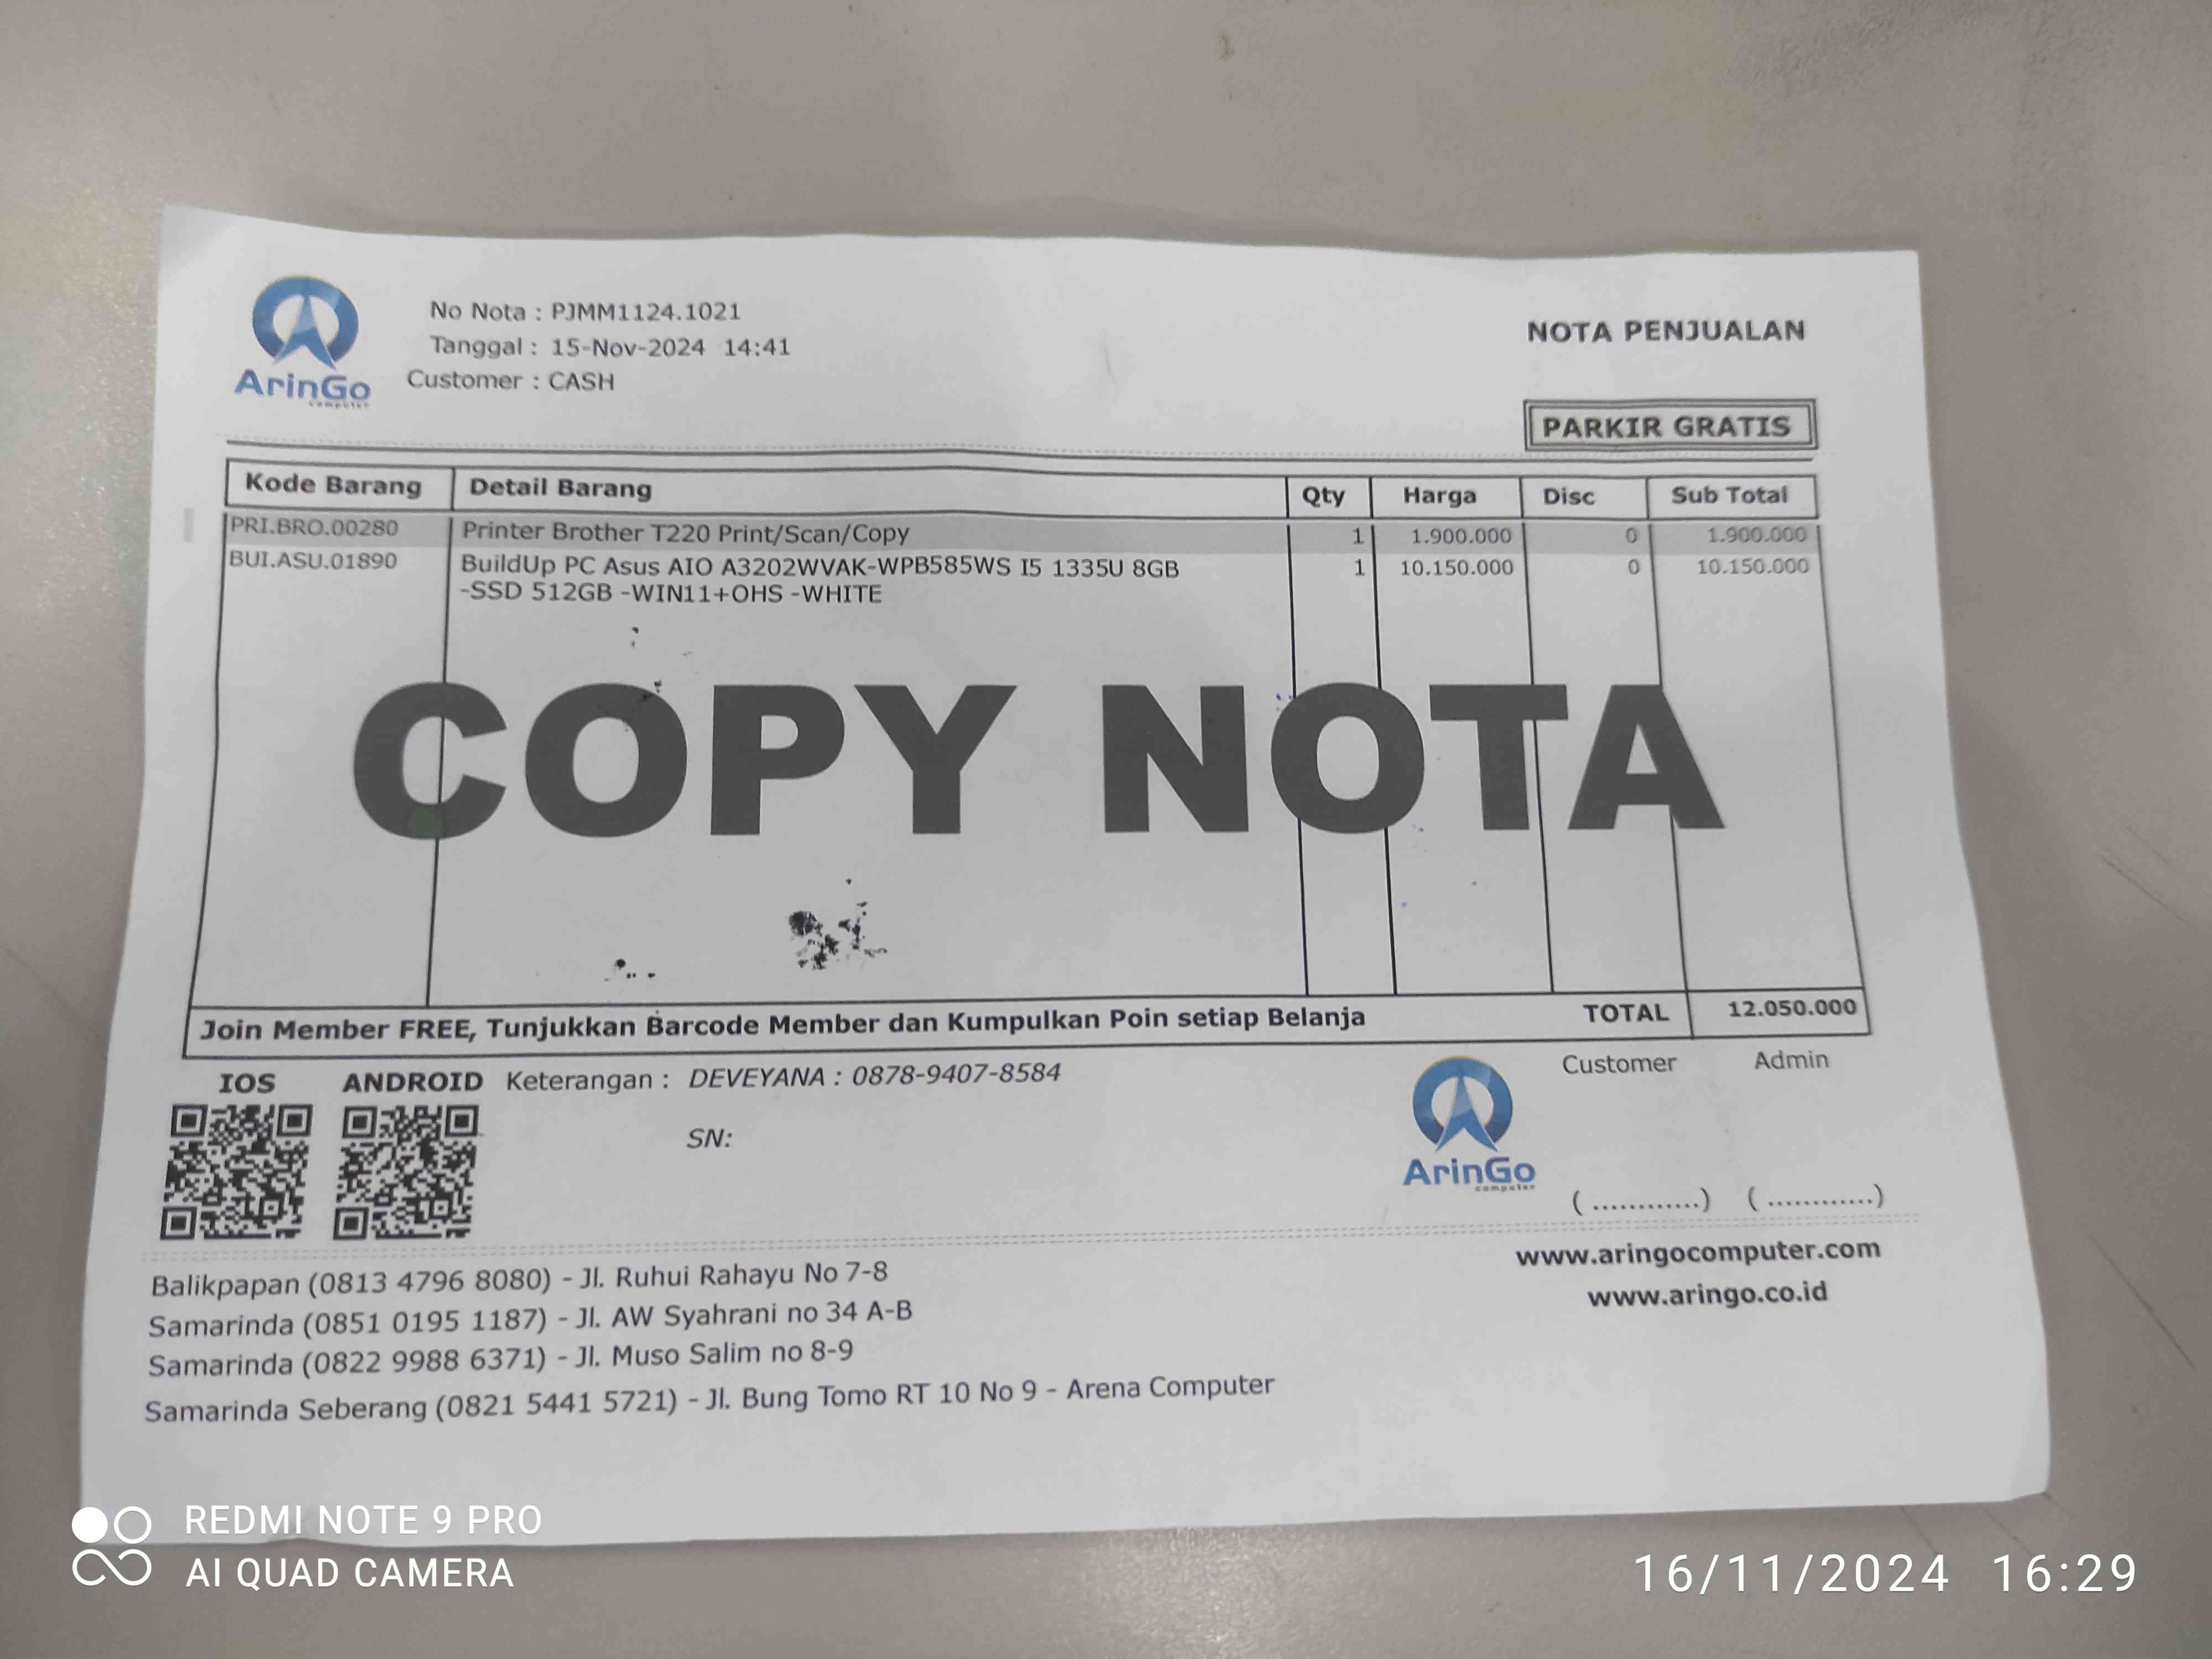 ArinGo
computer
No Nota : PJMM1124.1021
Tanggal : 15-Nov-2024 14:41
Customer : CASH
NOTA PENJUALAN
PARKIR GRATIS
Kode Barang Detail Barang Qty Harga Disc Sub Total
PRI.BRO.00280 Printer Brother T220 Print/Scan/Copy 1 1.900.000 0 1.900.000
BUI.ASU.01890 BuildUp PC Asus AIO A3202WVAK-WPB585WS I5 1335U 8GB 1 10.150.000 0 10.150.000
-SSD 512GB -WIN11+OHS -WHITE
COPY NOTA
Join Member FREE, Tunjukkan Barcode Member dan Kumpulkan Poin setiap Belanja TOTAL 12.050.000
IOS ANDROID Keterangan : DEVEYANA : 0878-9407-8584
SN:
ArinGo
computer
Customer Admin
( ............) ( ............)
Balikpapan (0813 4796 8080) - Jl. Ruhui Rahayu No 7-8
Samarinda (0851 0195 1187) - Jl. AW Syahrani no 34 A-B
Samarinda (0822 9988 6371) - Jl. Muso Salim no 8-9
Samarinda Seberang (0821 5441 5721) - Jl. Bung Tomo RT 10 No 9 - Arena Computer
www.aringocomputer.com
www.aringo.co.id
REDMI NOTE 9 PRO
AI QUAD CAMERA
16/11/2024 16:29